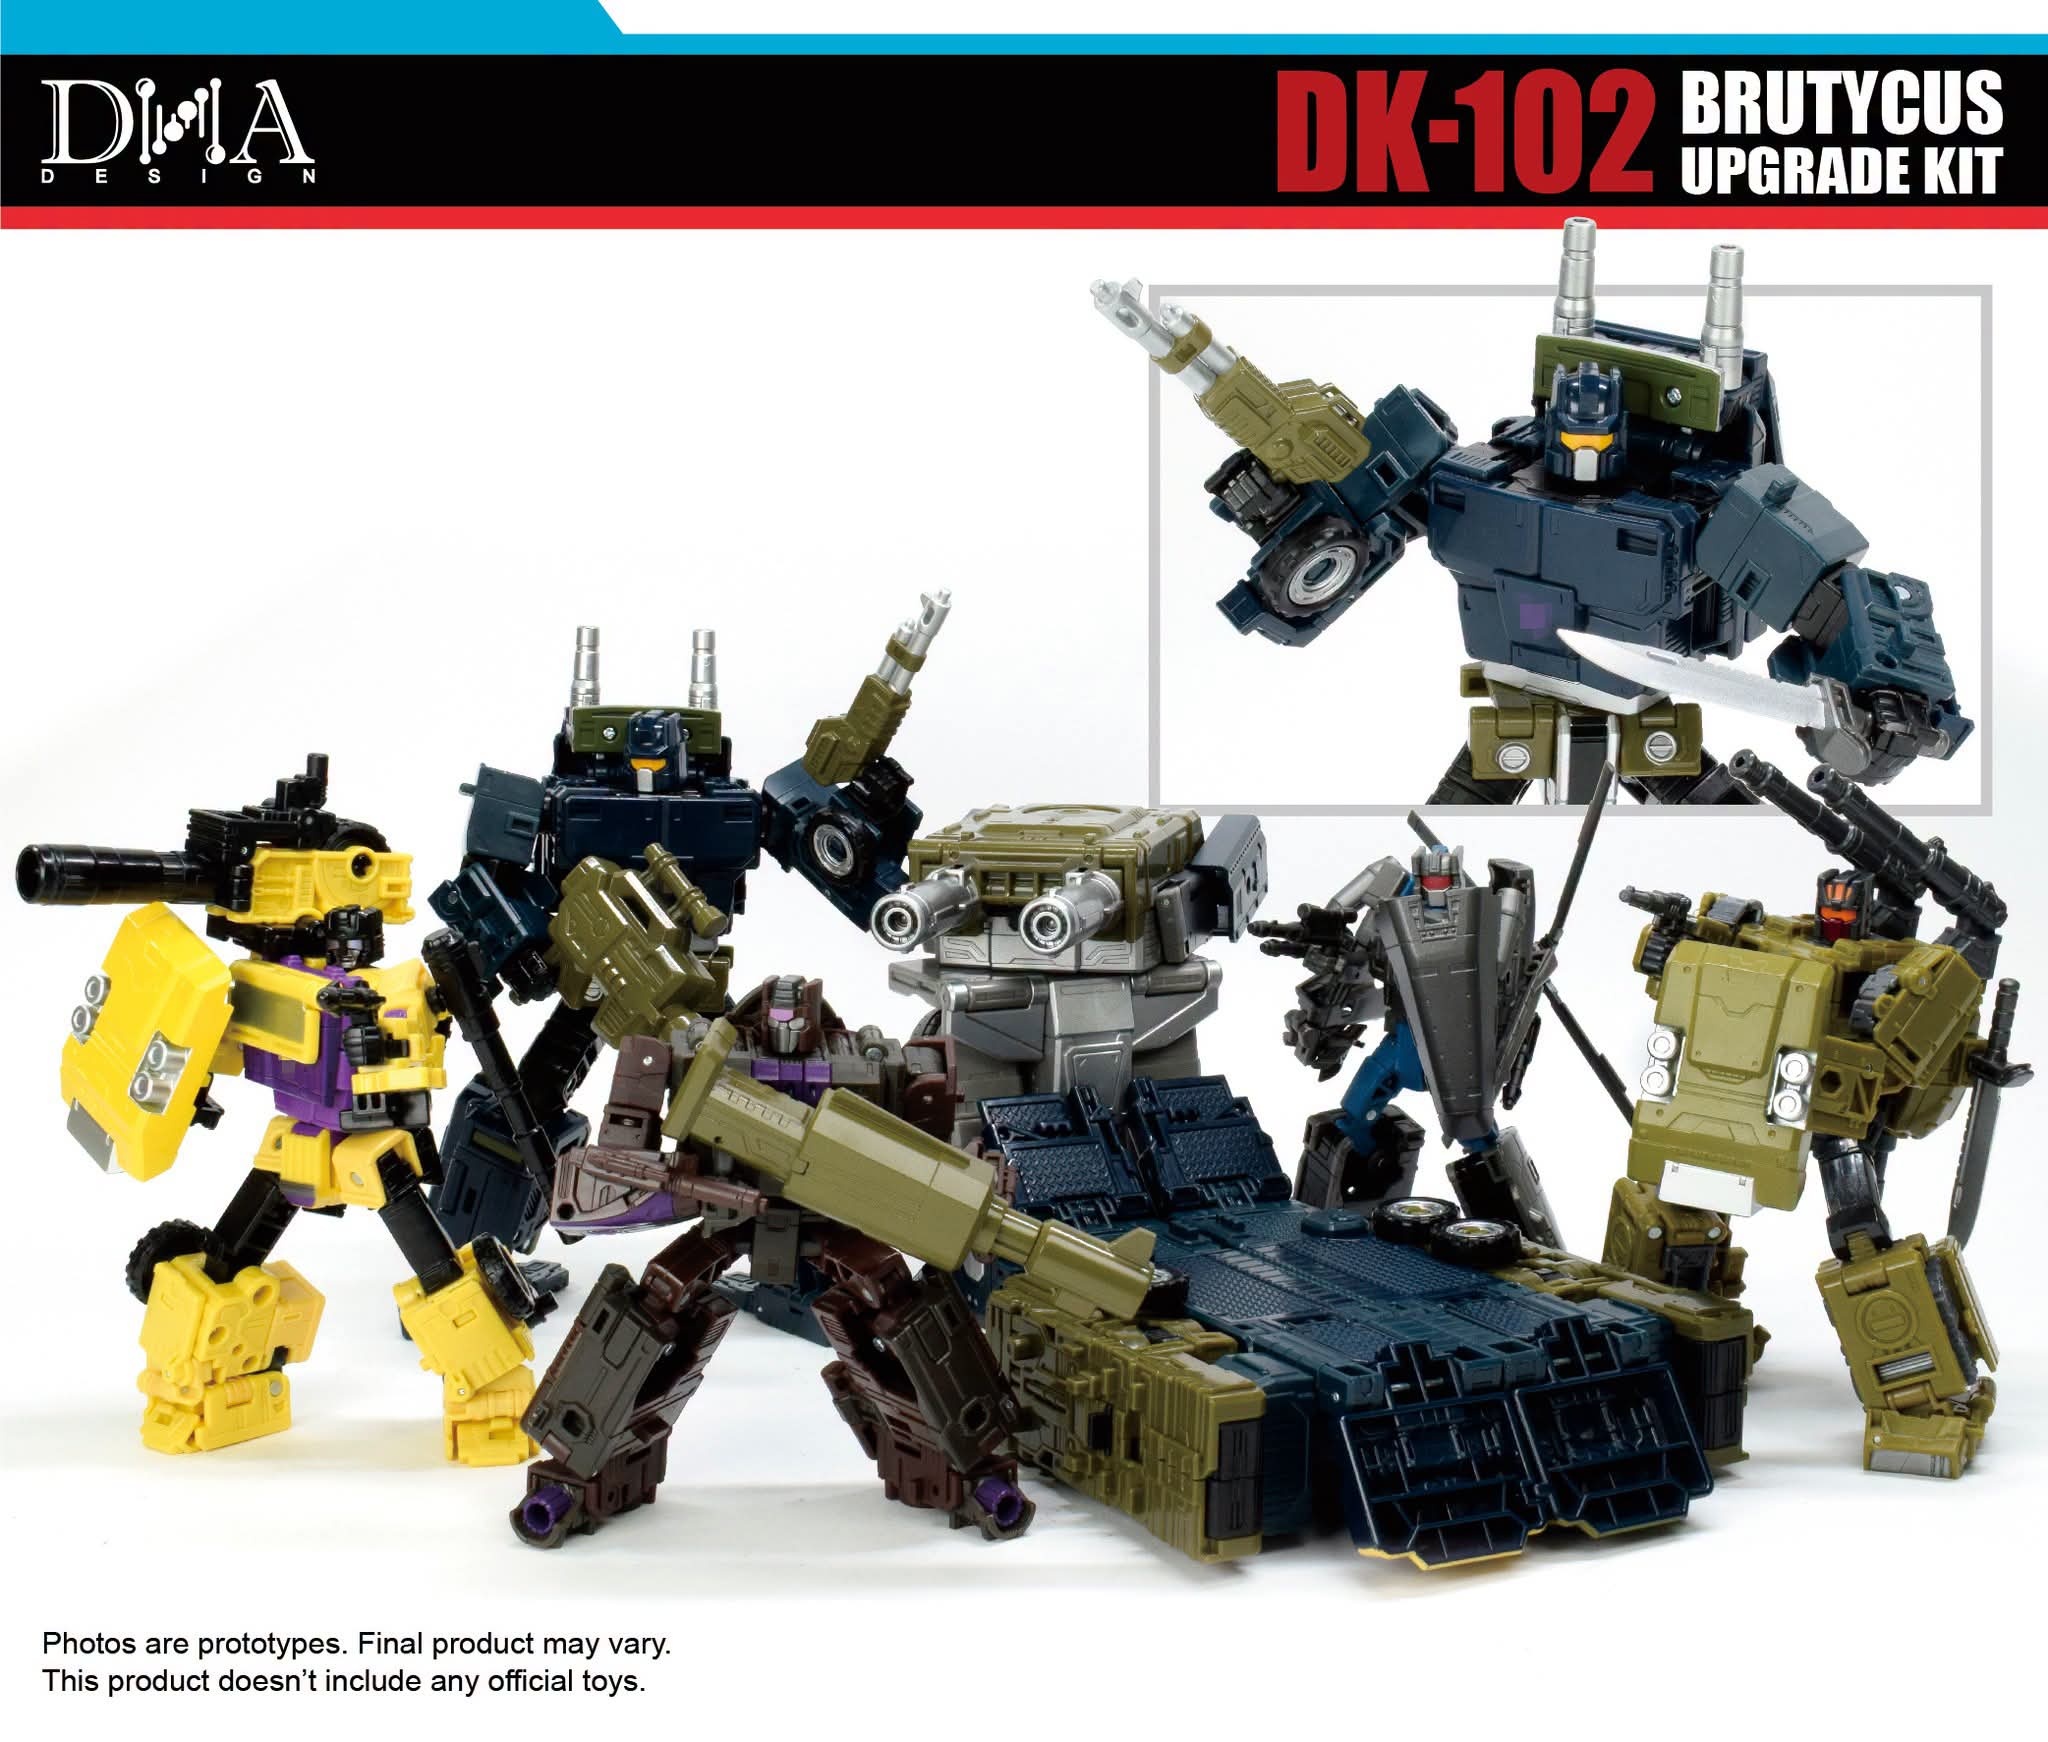 DNA
DESIGN
DK-102
BRUTYCUS
UPGRADE KIT
Photos are prototypes. Final product may vary.
This product doesn't include any official toys.